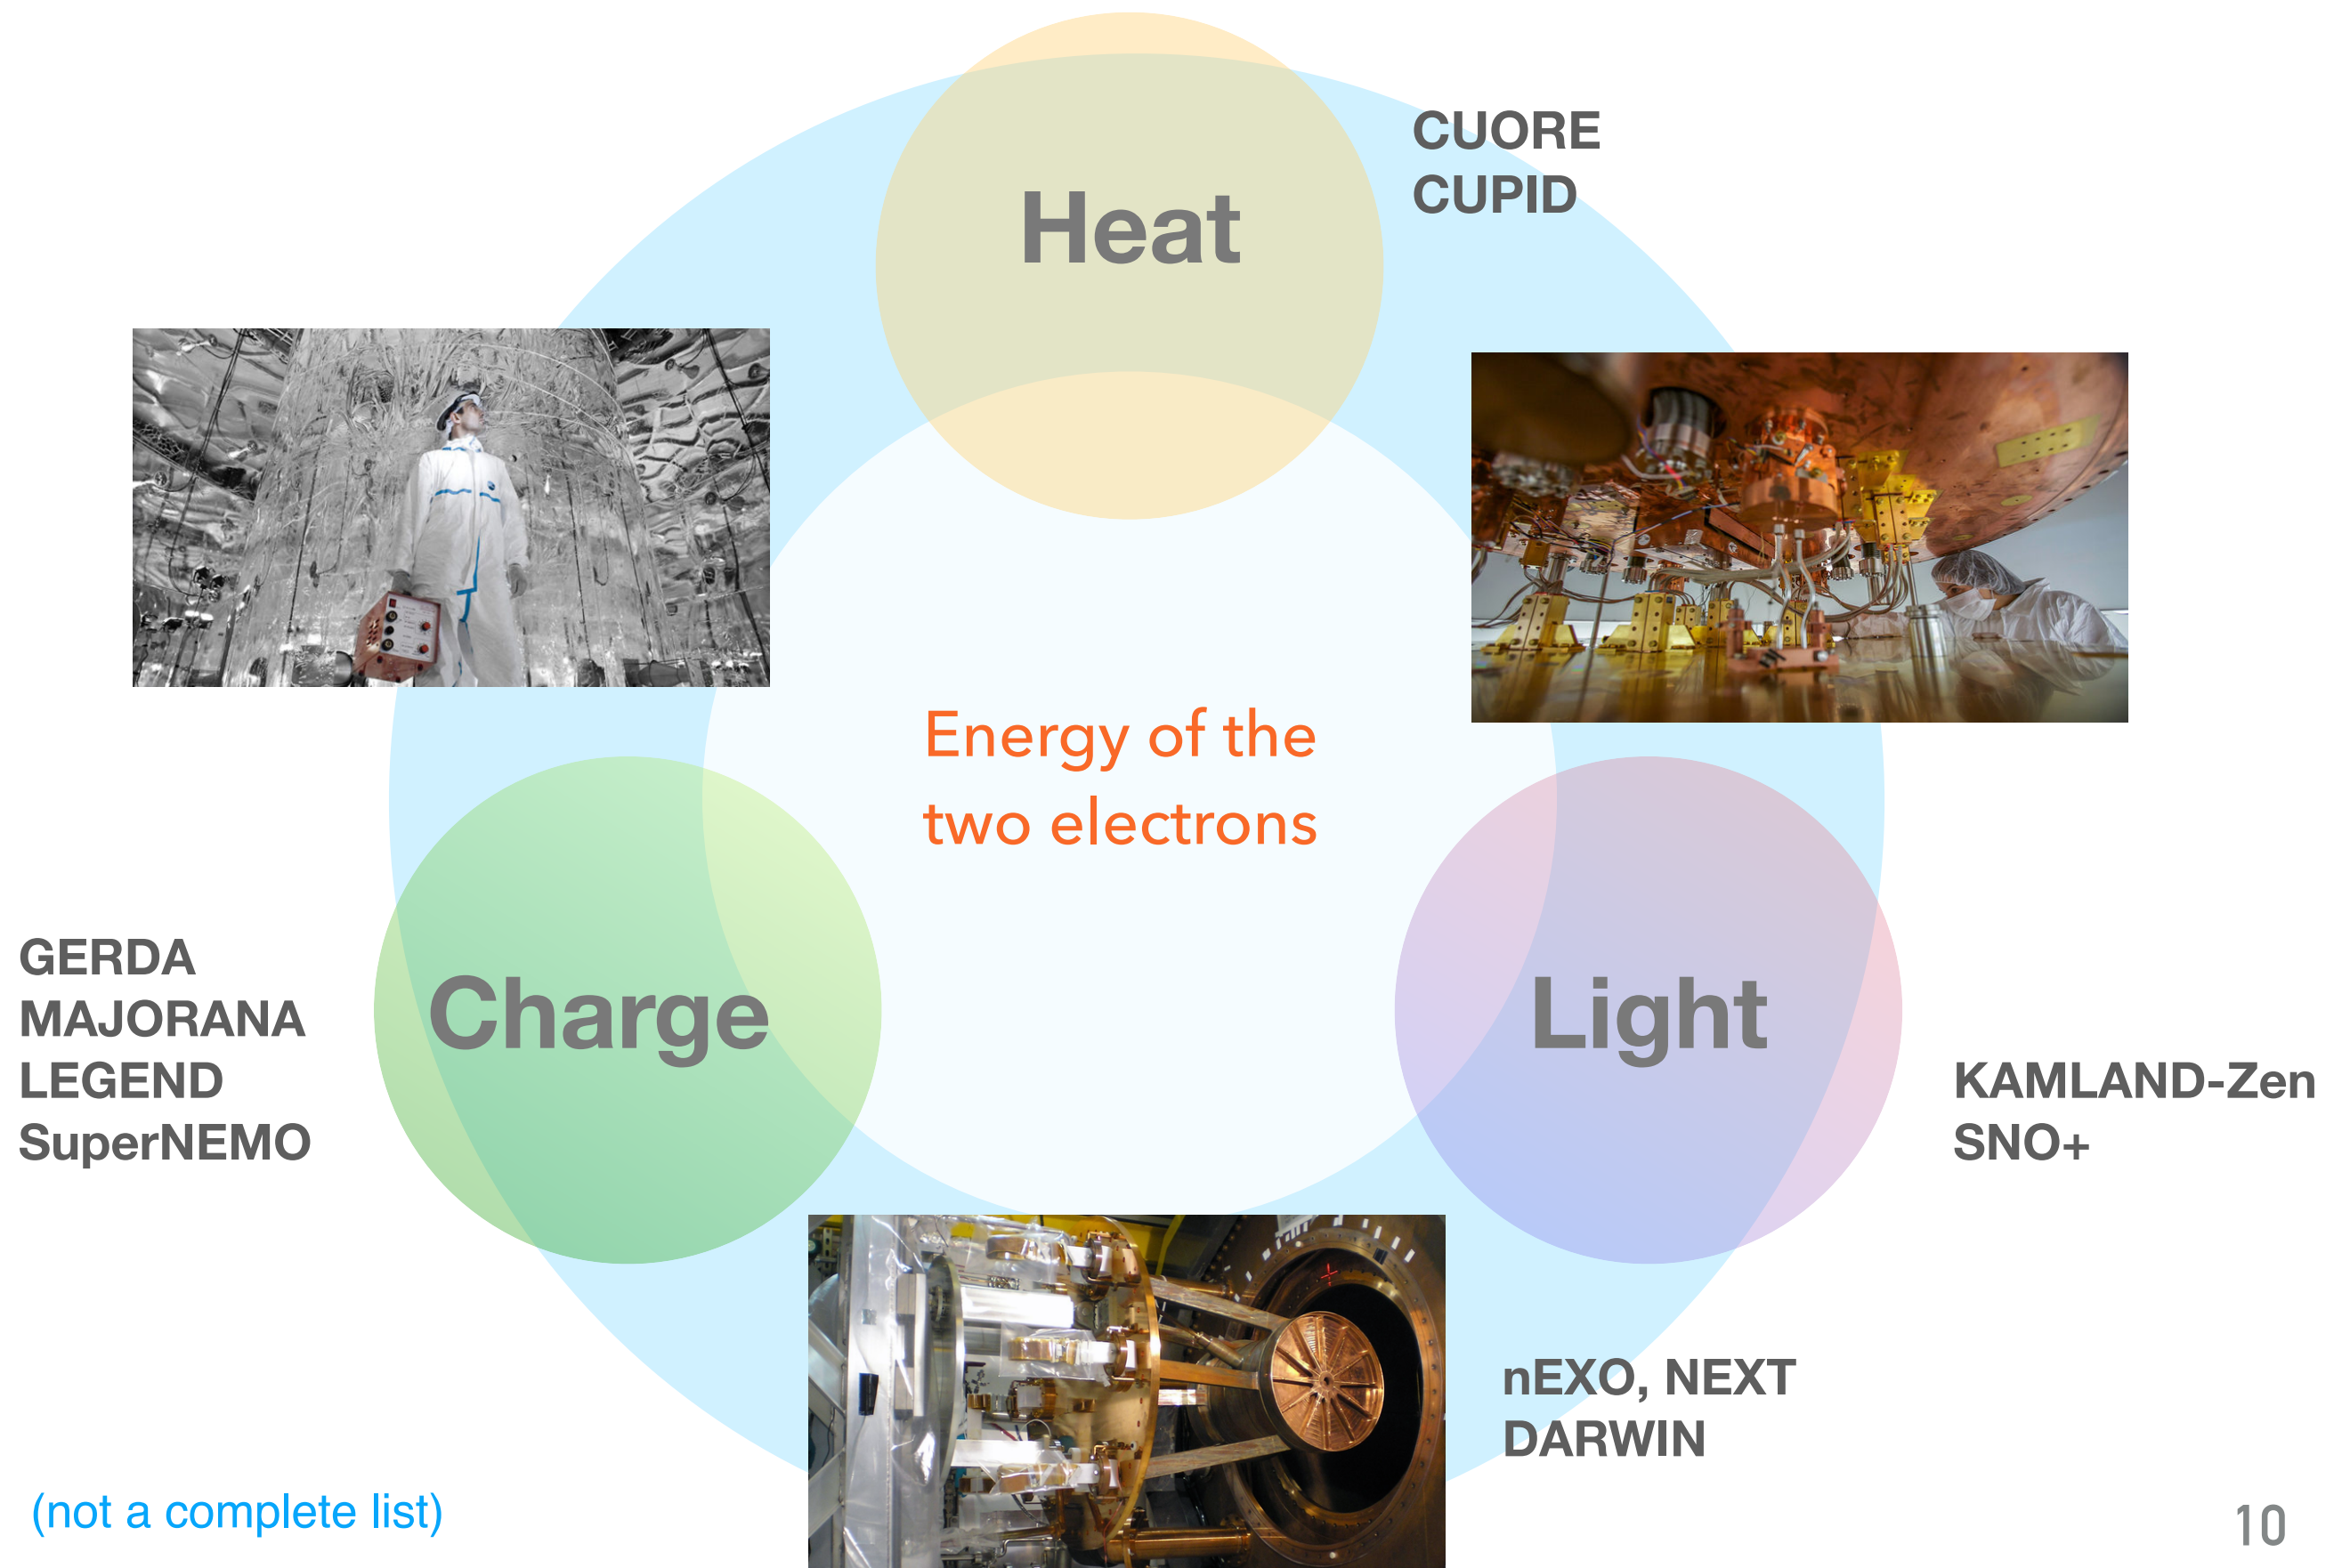 Heat
CUORE
CUPID
Energy of the
two electrons
GERDA
MAJORANA
LEGEND
SuperNEMO
Charge
Light
KAMLAND-Zen
SNO+
nEXO, NEXT
DARWIN
(not a complete list)
10